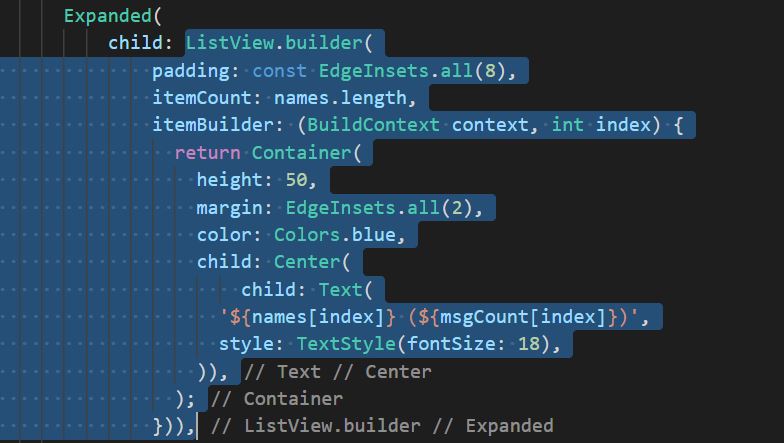 Expanded(
child: ListView.builder(
padding: const EdgeInsets.all(8),
itemCount: names.length,
itemBuilder: (BuildContext context, int index) {
return Container(
height: 50,
margin: EdgeInsets.all(2),
color: Colors.blue,
child: Center(
child: Text(
'${names[index]} (${msgCount[index]})',
style: TextStyle(fontSize: 18),
)), // Text // Center
); // Container
})), // ListView.builder // Expanded